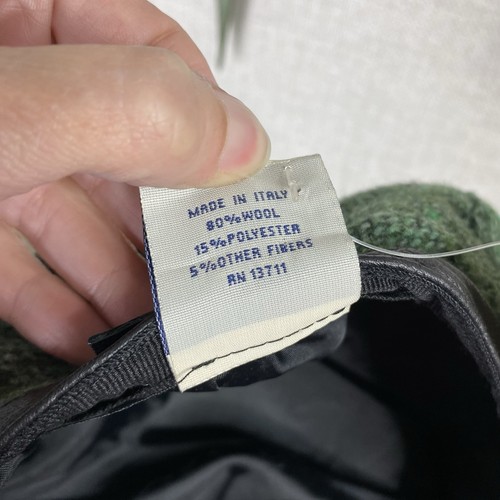 MADE IN ITALY
80%WOOL
15%POLYESTER
5%OTHER FIBERS
RN 13711